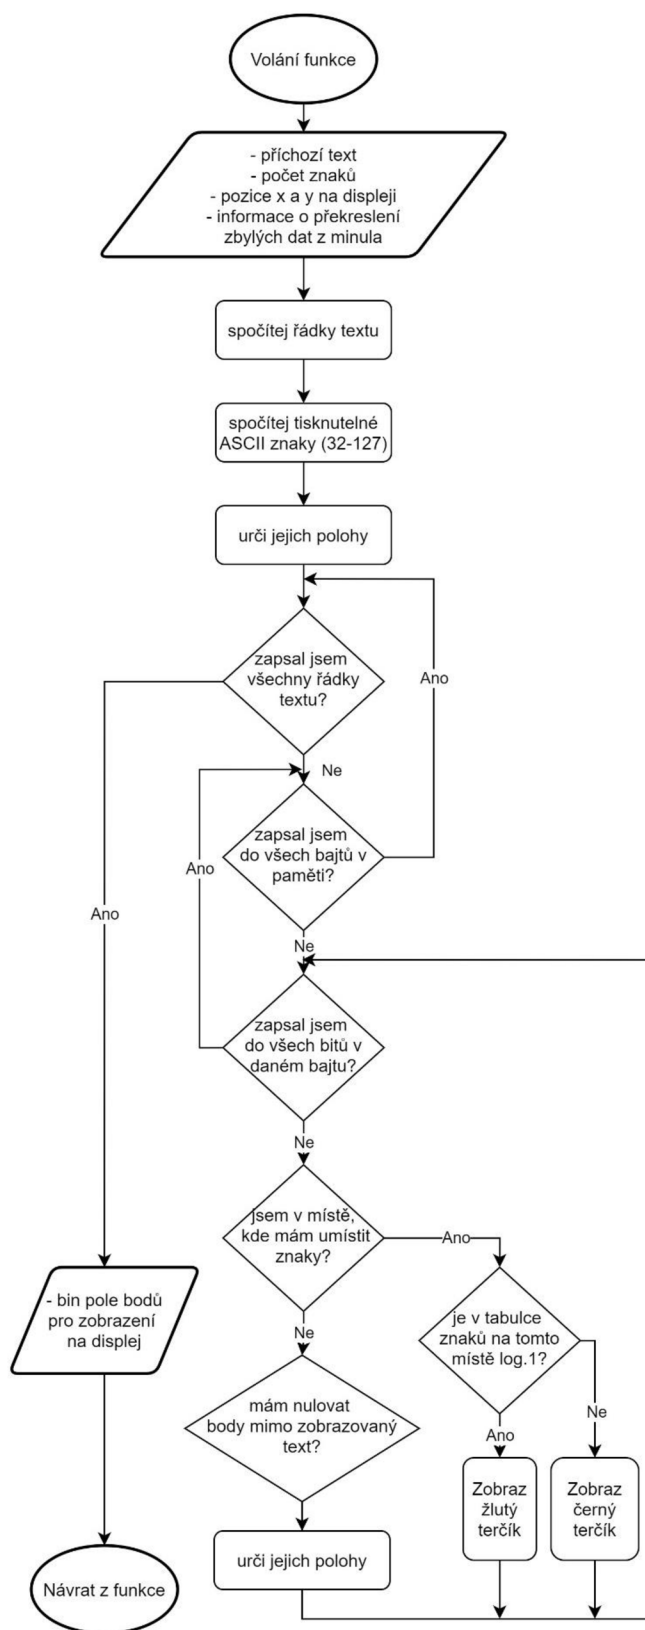 Volání funkce
- příchozí text
- počet znaků
- pozice x a y na displeji
- informace o překreslení
zbylých dat z minula
spočítej řádky textu
spočítej tisknutelné
ASCII znaky (32-127)
urči jejich polohy
zapsal jsem
všechny řádky
textu?
Ano
Ne
zapsal jsem
do všech bajtů v
paměti?
Ano
Ano
Ne
zapsal jsem
do všech bitů v
daném bajtu?
Ne
jsem v místě,
kde mám umístit
znaky?
Ano
- bin pole bodů
pro zobrazení
na displej
je v tabulce
znaků na tomto
místě log.1?
Ne
mám nulovat
body mimo zobrazovaný
text?
Ne
Ano
Zobraz
žlutý
terčík
Zobraz
černý
terčík
urči jejich polohy
Návrat z funkce